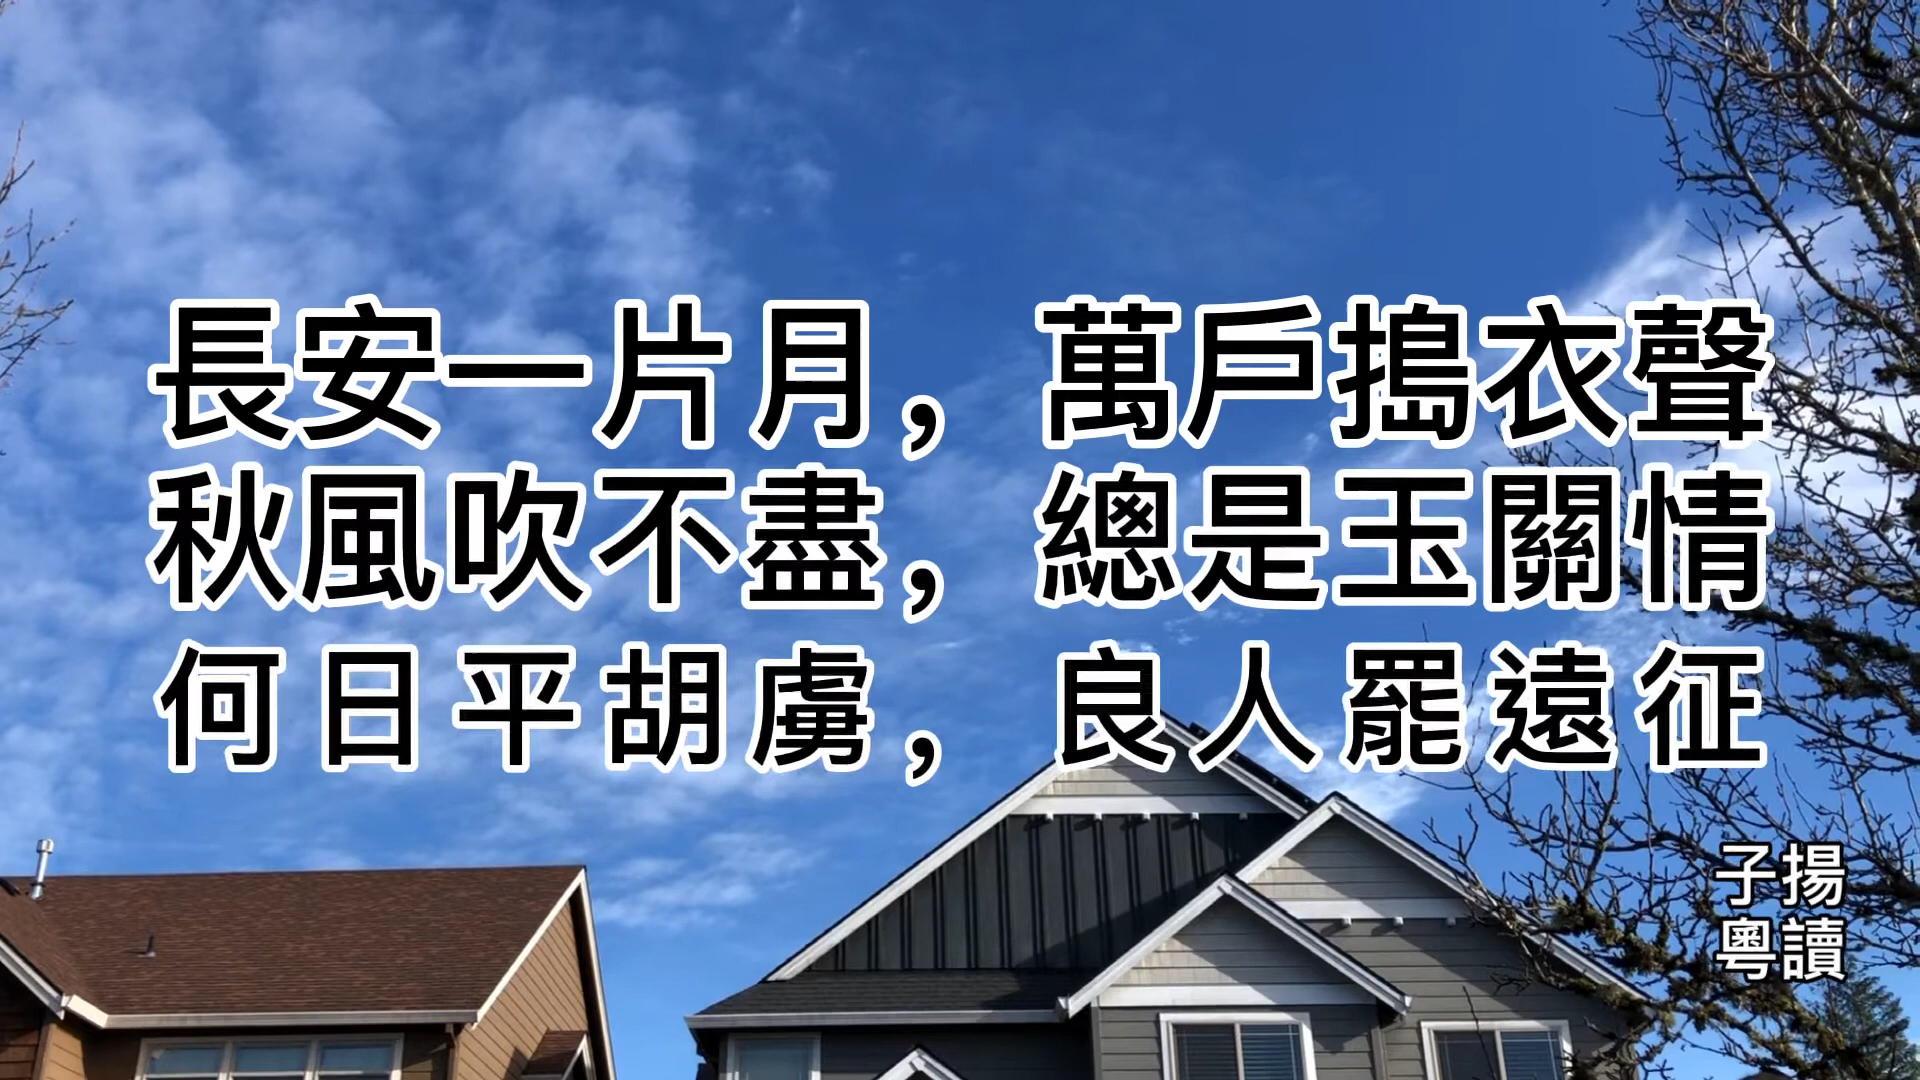 長安一片月，萬戶搗衣聲
秋風吹不盡，總是玉關情
何日平胡虜，良人罷遠征
子揚
粵讀